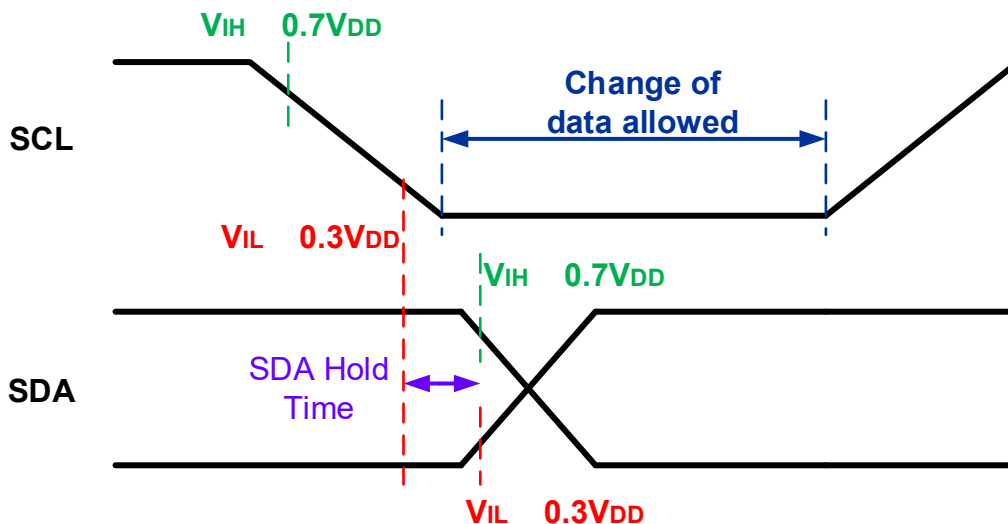 VIH 0.7VDD
Change of
data allowed
SCL
VIL 0.3VDD
VIH 0.7VDD
SDA Hold
Time
SDA
VIL 0.3VDD